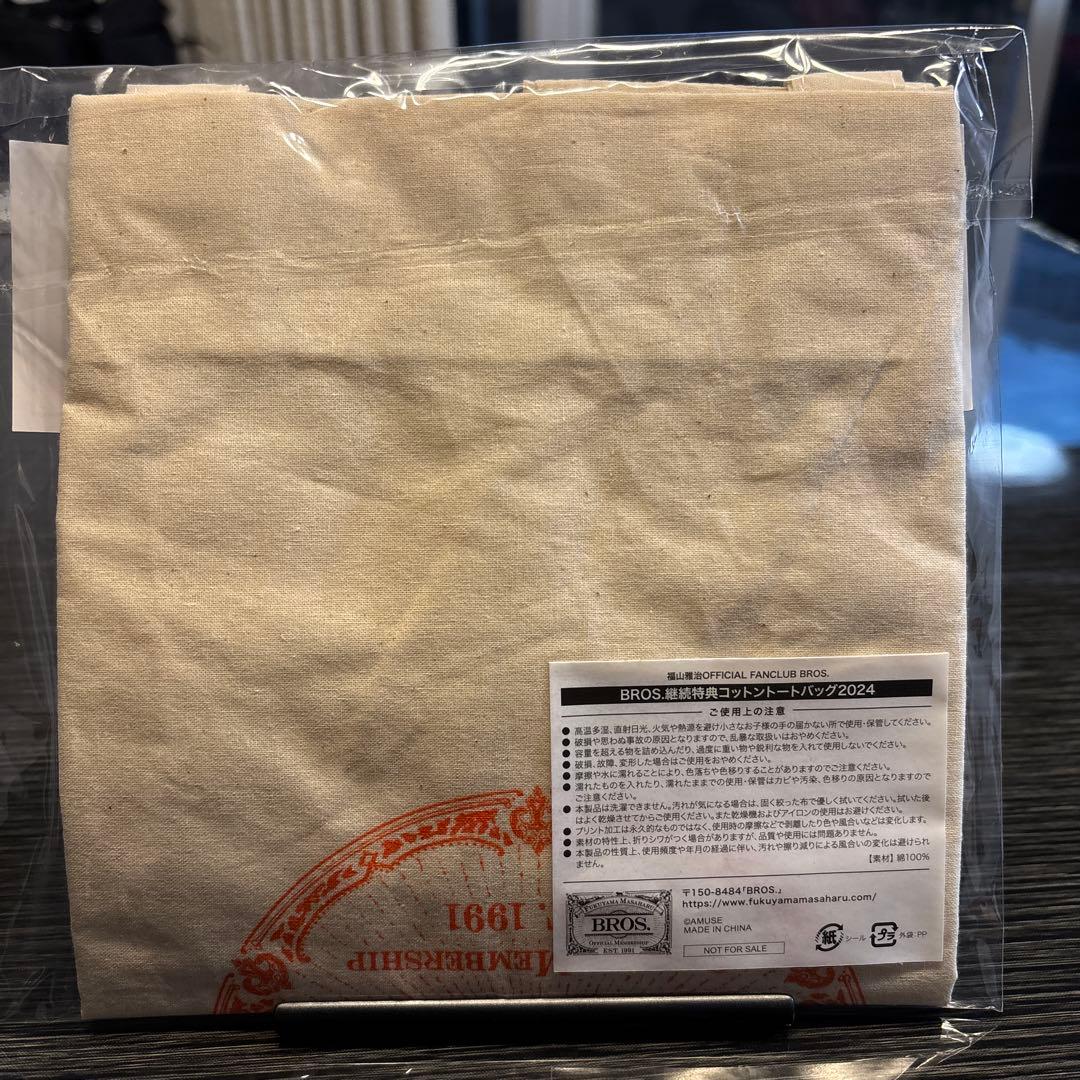 福山雅治OFFICIAL FANCLUB BROS.
BROS.継続特典コットントートバッグ2024
ご使用上の注意
● 高温多湿、直射日光、火気や熱源を避け小さなお子様の手の届かない所で使用・保管してください。
● 破損や思わぬ事故の原因となりますので、乱暴な取扱いはおやめください。
● 容量を超える物を詰め込んだり、過度に重い物や鋭利な物を入れて使用しないでください。
● 破損、故障、変形した場合はご使用をおやめください。
● 摩擦や水に濡れることにより、色落ちや色移りすることがありますのでご注意ください。
● 濡れたものを入れたり、濡れたままでの使用・保管はカビや汚染、色移りの原因となりますので
ご注意ください。
● 本製品は洗濯できません。汚れが気になる場合は、固く絞った布で優しく拭いてください。拭いた後
はよく乾燥させてからご使用ください。また乾燥機およびアイロンの使用はお避けください。
● プリント加工は永久的なものではなく、使用時の摩擦などで剥離したり色や風合いなどは変化します。
● 素材の特性上、折りシワがつく場合がありますが、品質や使用には問題ありません。
● 本製品の性質上、使用頻度や年月の経過に伴い、汚れや擦り減りによる風合いの変化は避けられ
ません。
【素材】綿100%
FUKUYAMA MASAHARU
BROS.
OFFICIAL MEMBERSHIP
EST. 1991
〒150-8484「BROS.」
https://www.fukuyamamasaharu.com/
©AMUSE
MADE IN CHINA
NOT FOR SALE
紙 シール
プラ 外袋:PP
. 1991
MEMBERSHIP